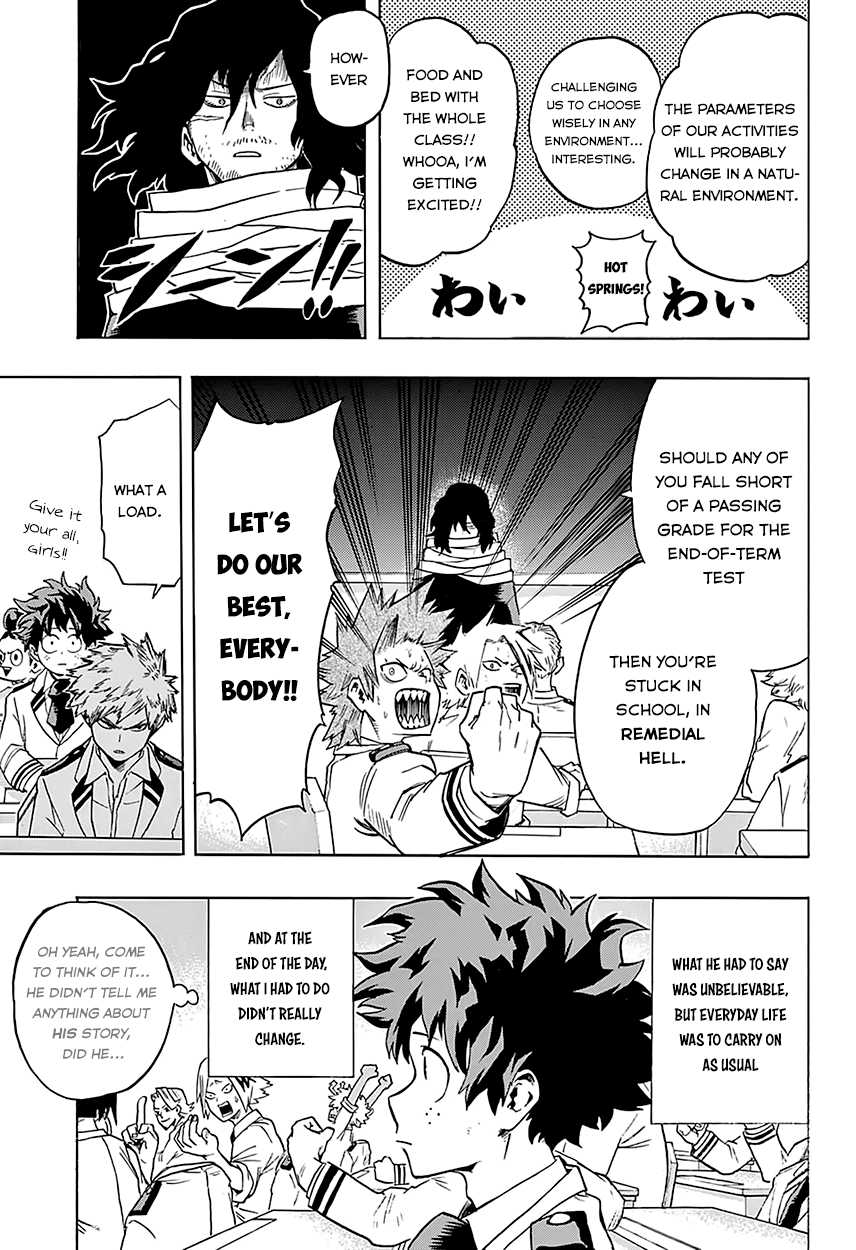 THE PARAMETERS
OF OUR ACTIVITIES
WILL PROBABLY
CHANGE IN A NATU-
RAL ENVIRONMENT.
CHALLENGING
US TO CHOOSE
WISELY IN ANY
ENVIRONMENT...
INTERESTING.
FOOD AND
BED WITH
THE WHOLE
CLASS!!
WHOOA, I'M
GETTING
EXCITED!!
わい
HOT
SPRINGS!
わい
HOW-
EVER
シーン!!
SHOULD ANY OF
YOU FALL SHORT
OF A PASSING
GRADE FOR THE
END-OF-TERM
TEST
THEN YOU'RE
STUCK IN
SCHOOL, IN
REMEDIAL
HELL.
LET'S
DO OUR
BEST,
EVERY-
BODY!!
WHAT A
LOAD.
Give it
your all,
Girls!!
WHAT HE HAD TO SAY
WAS UNBELIEVABLE,
BUT EVERYDAY LIFE
WAS TO CARRY ON
AS USUAL
AND AT THE
END OF THE DAY,
WHAT I HAD TO DO
DIDN'T REALLY
CHANGE.
OH YEAH, COME
TO THINK OF IT...
HE DIDN'T TELL ME
ANYTHING ABOUT
HIS STORY,
DID HE...